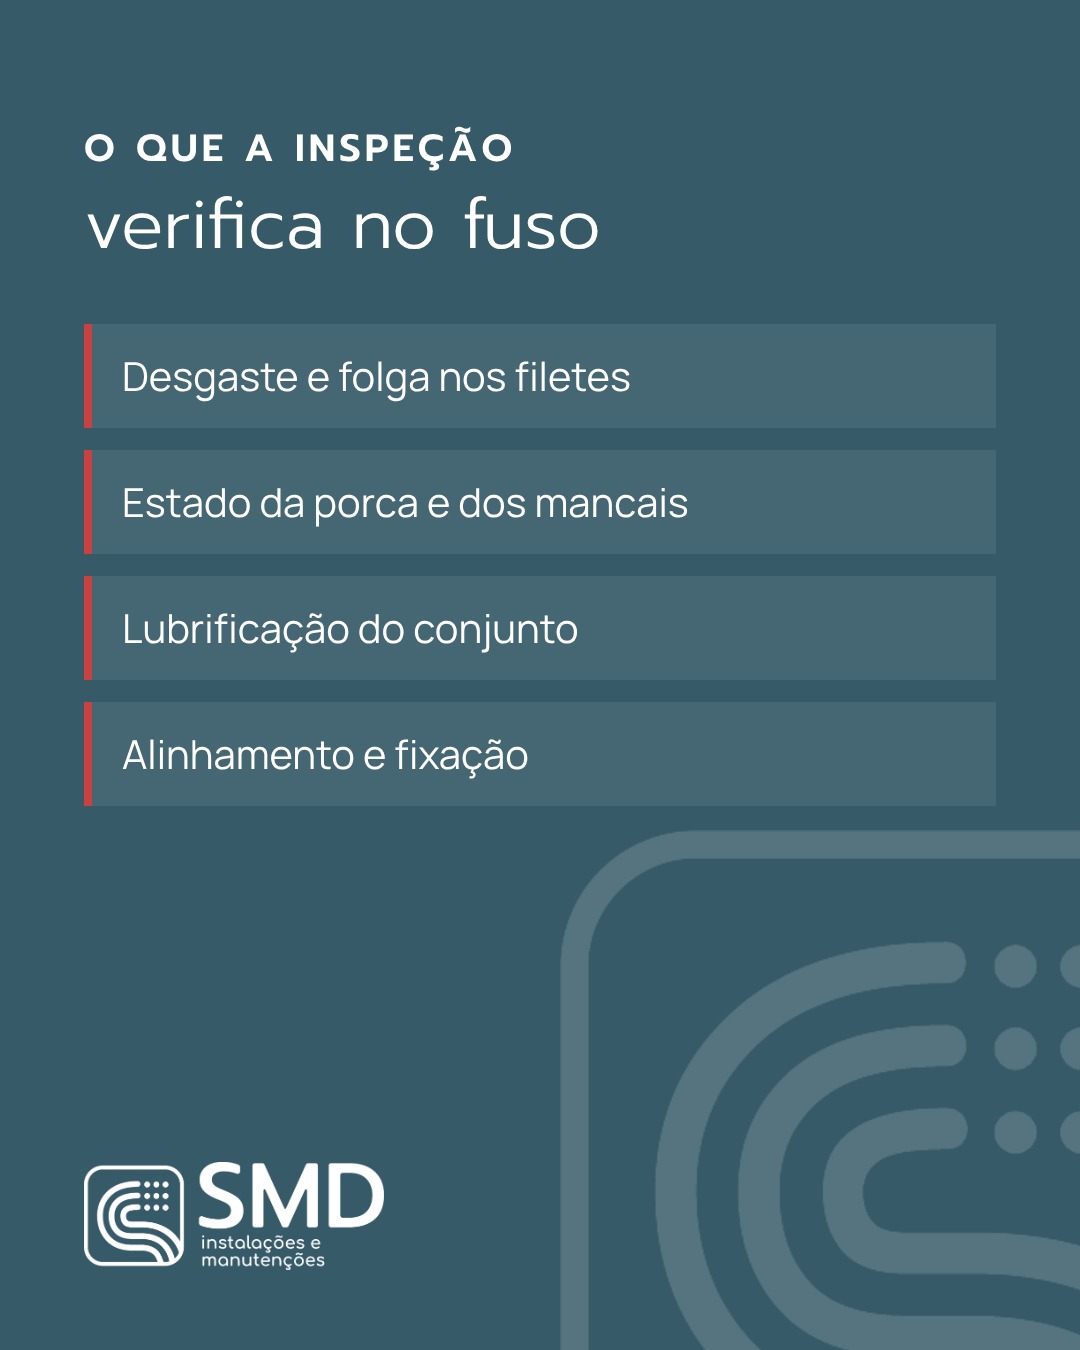 O QUE A INSPEÇÃO
verifica no fuso
Desgaste e folga nos filetes
Estado da porca e dos mancais
Lubrificação do conjunto
Alinhamento e fixação
SMD
instalações e
manutenções